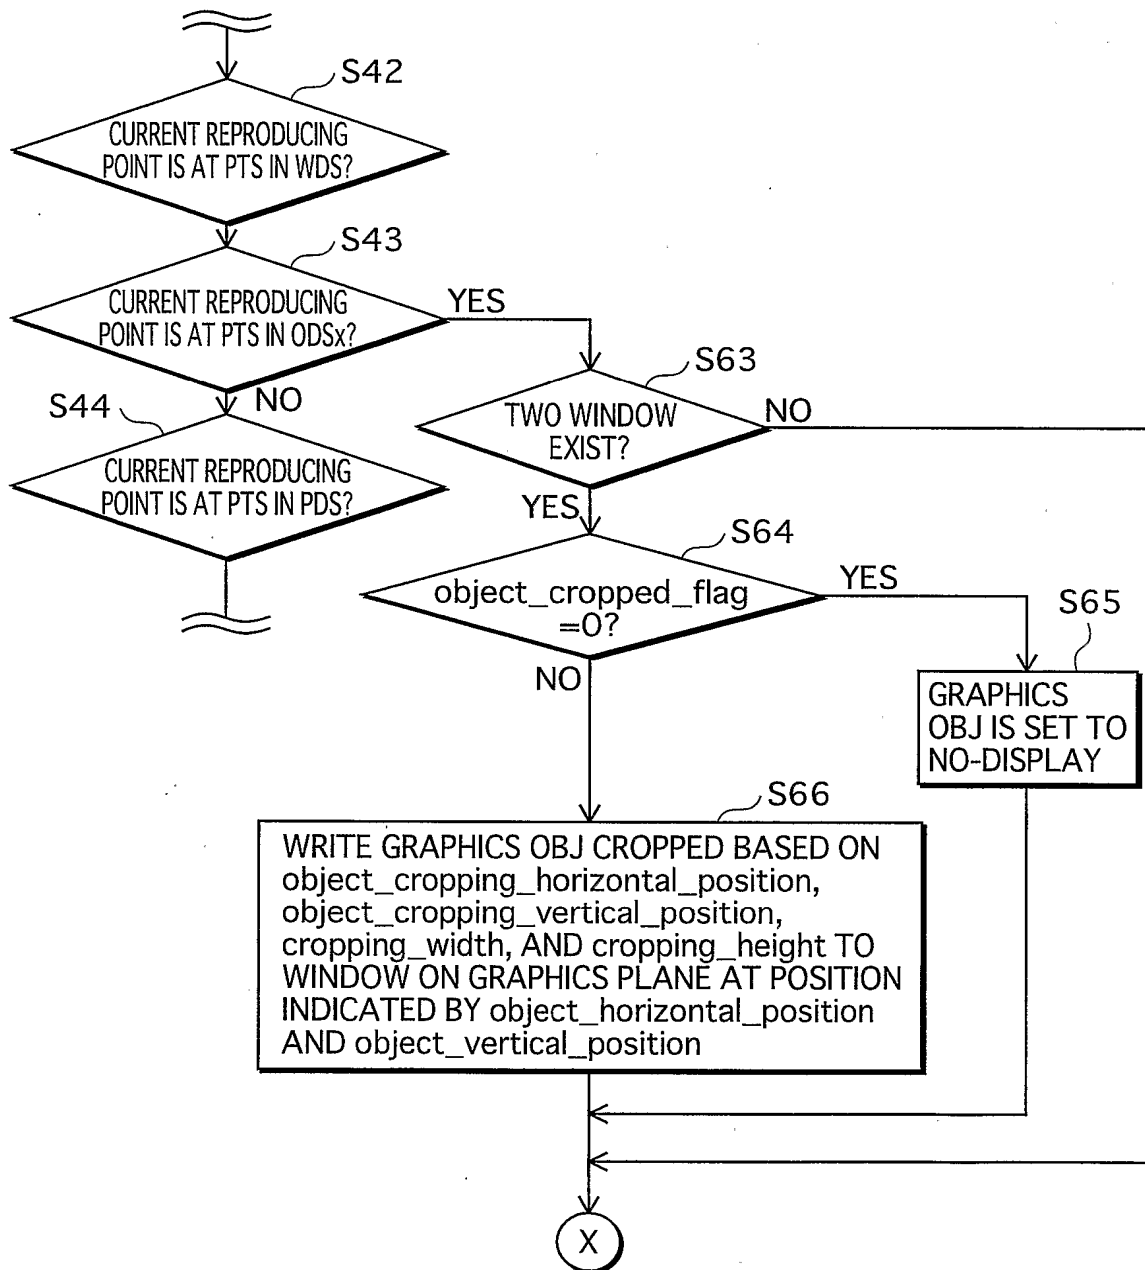 S42
CURRENT REPRODUCING
POINT IS AT PTS IN WDS?
S43
CURRENT REPRODUCING
POINT IS AT PTS IN ODSx?
YES
NO
S44
CURRENT REPRODUCING
POINT IS AT PTS IN PDS?
S63
TWO WINDOW
EXIST?
NO
YES
S64
object_cropped_flag
=0?
YES
NO
S65
GRAPHICS
OBJ IS SET TO
NO-DISPLAY
S66
WRITE GRAPHICS OBJ CROPPED BASED ON
object_cropping_horizontal_position,
object_cropping_vertical_position,
cropping_width, AND cropping_height TO
WINDOW ON GRAPHICS PLANE AT POSITION
INDICATED BY object_horizontal_position
AND object_vertical_position
X